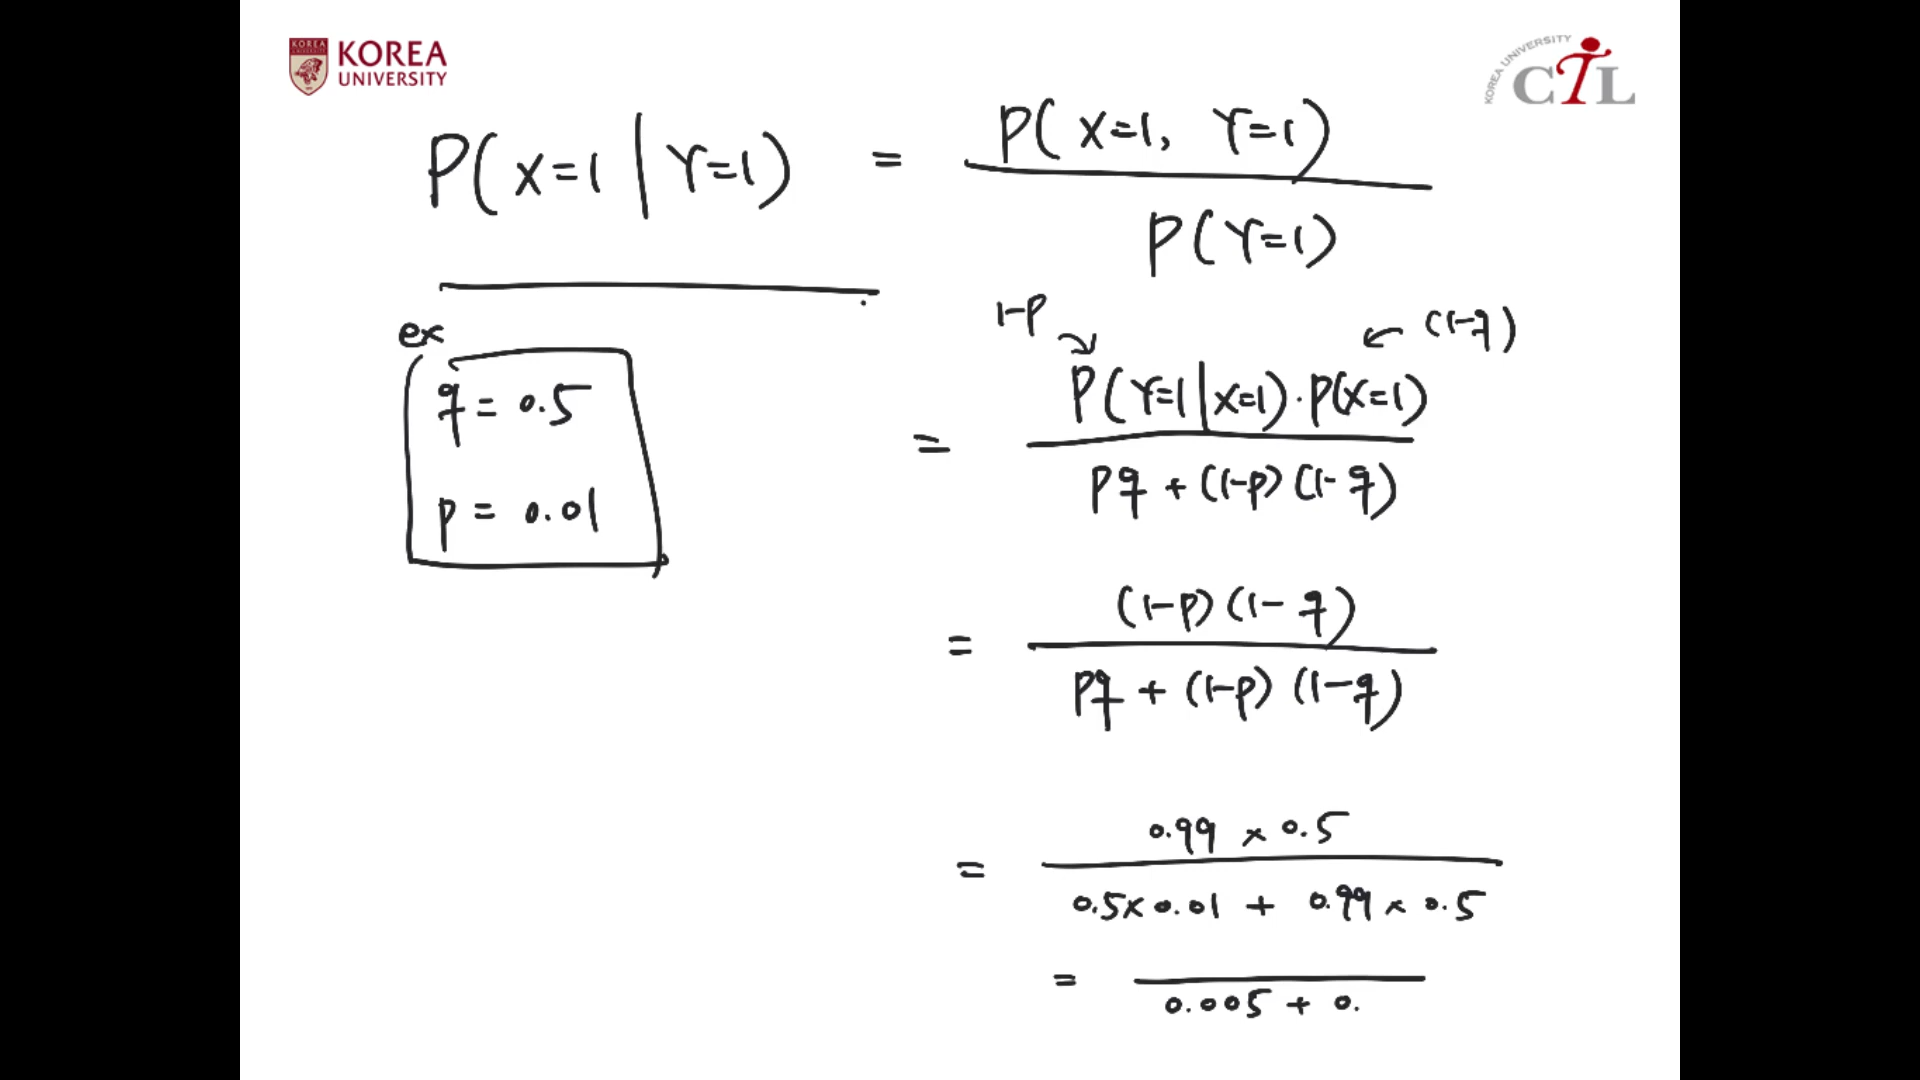 KOREA
KOREA
UNIVERSITY
KOREA UNIVERSITY
CTL
P(X=1 | Y=1) = P(X=1, Y=1)
P(Y=1)
ex
q = 0.5
p = 0.01
1-p
(1-q)
= P(Y=1|X=1)·P(X=1)
pq + (1-p)(1-q)
= (1-p)(1-q)
pq + (1-p)(1-q)
= 0.99 × 0.5
0.5×0.01 + 0.99×0.5
=
0.005 + 0.